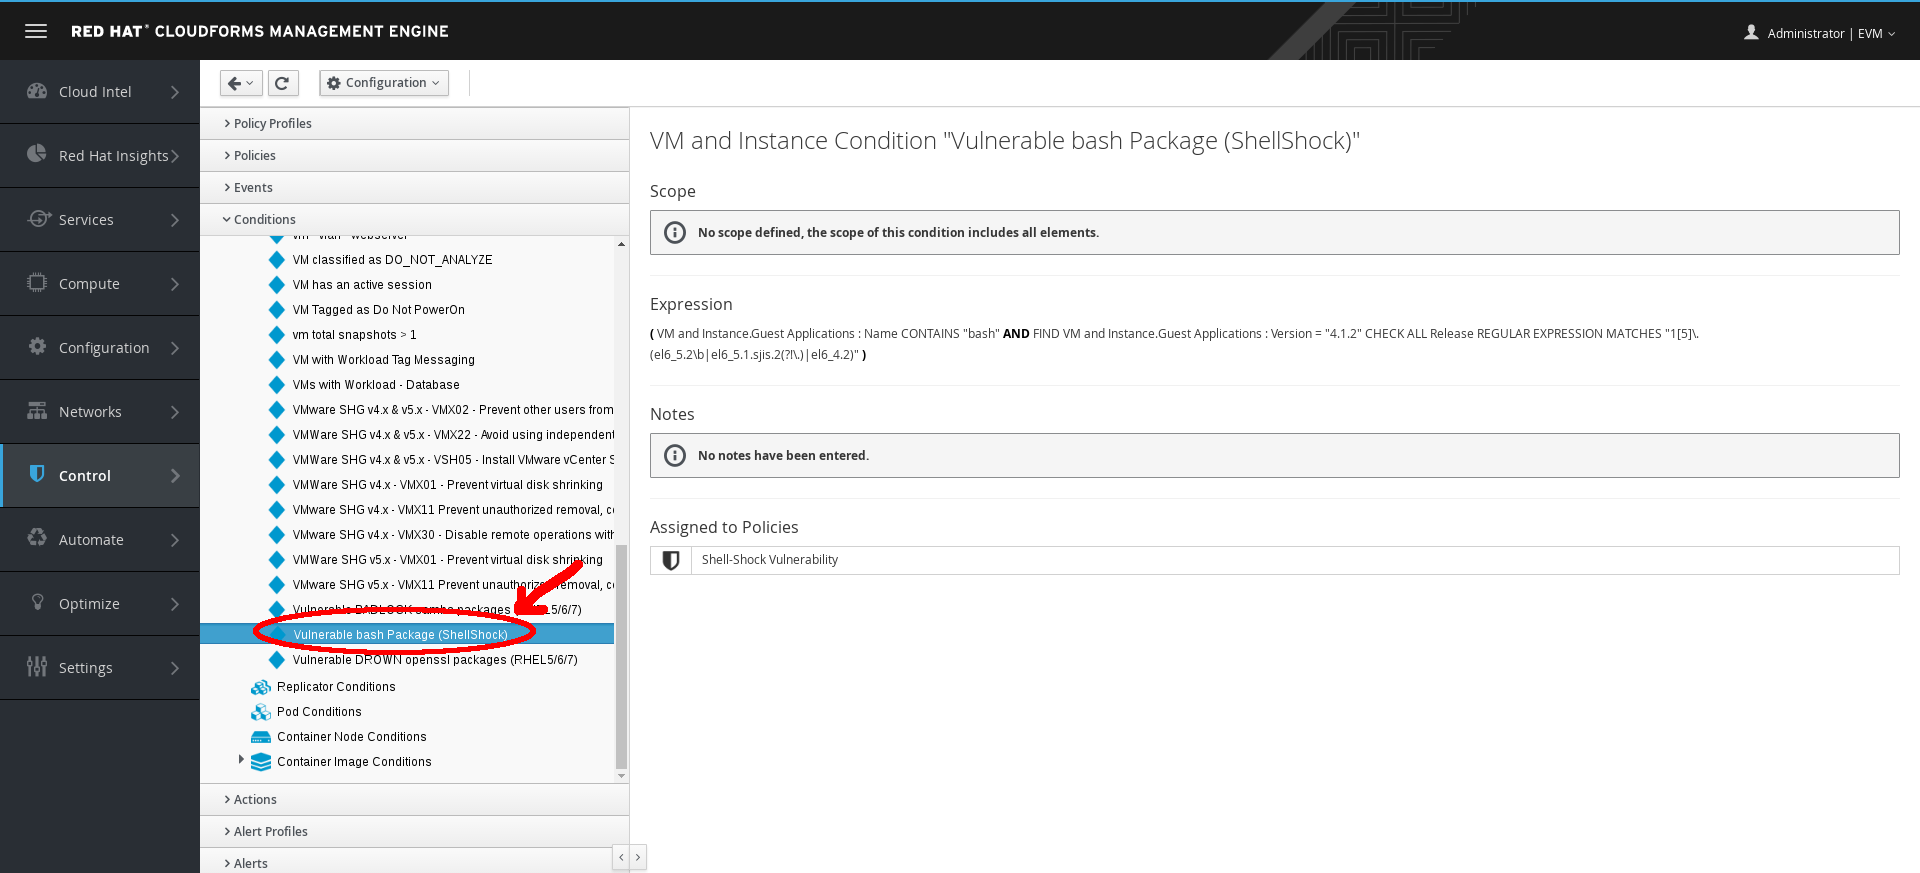 RED HAT® CLOUDFORMS MANAGEMENT ENGINE
Administrator | EVM
Cloud Intel
Red Hat Insights
Services
Compute
Configuration
Networks
Control
Automate
Optimize
Settings
Configuration
Policy Profiles
Policies
Events
Conditions
vm - vlan - webserver
VM classified as DO_NOT_ANALYZE
VM has an active session
VM Tagged as Do Not PowerOn
vm total snapshots > 1
VM with Workload Tag Messaging
VMs with Workload - Database
VMware SHG v4.x & v5.x - VMX02 - Prevent other users from
VMWare SHG v4.x & v5.x - VMX22 - Avoid using independent
VMWare SHG v4.x & v5.x - VSH05 - Install VMware vCenter S
VMWare SHG v4.x - VMX01 - Prevent virtual disk shrinking
VMware SHG v4.x - VMX11 Prevent unauthorized removal, co
VMware SHG v4.x - VMX30 - Disable remote operations with
VMWare SHG v5.x - VMX01 - Prevent virtual disk shrinking
VMware SHG v5.x - VMX11 Prevent unauthorized removal, co
Vulnerable BADLOCK samba packages (RHEL5/6/7)
Vulnerable bash Package (ShellShock)
Vulnerable DROWN openssl packages (RHEL5/6/7)
Replicator Conditions
Pod Conditions
Container Node Conditions
Container Image Conditions
Actions
Alert Profiles
Alerts
VM and Instance Condition "Vulnerable bash Package (ShellShock)"
Scope
No scope defined, the scope of this condition includes all elements.
Expression
( VM and Instance.Guest Applications : Name CONTAINS "bash" AND FIND VM and Instance.Guest Applications : Version = "4.1.2" CHECK ALL Release REGULAR EXPRESSION MATCHES "1[5]\.
(el6_5.2\b|el6_5.1.sjis.2(?!\.)|el6_4.2)" )
Notes
No notes have been entered.
Assigned to Policies
Shell-Shock Vulnerability